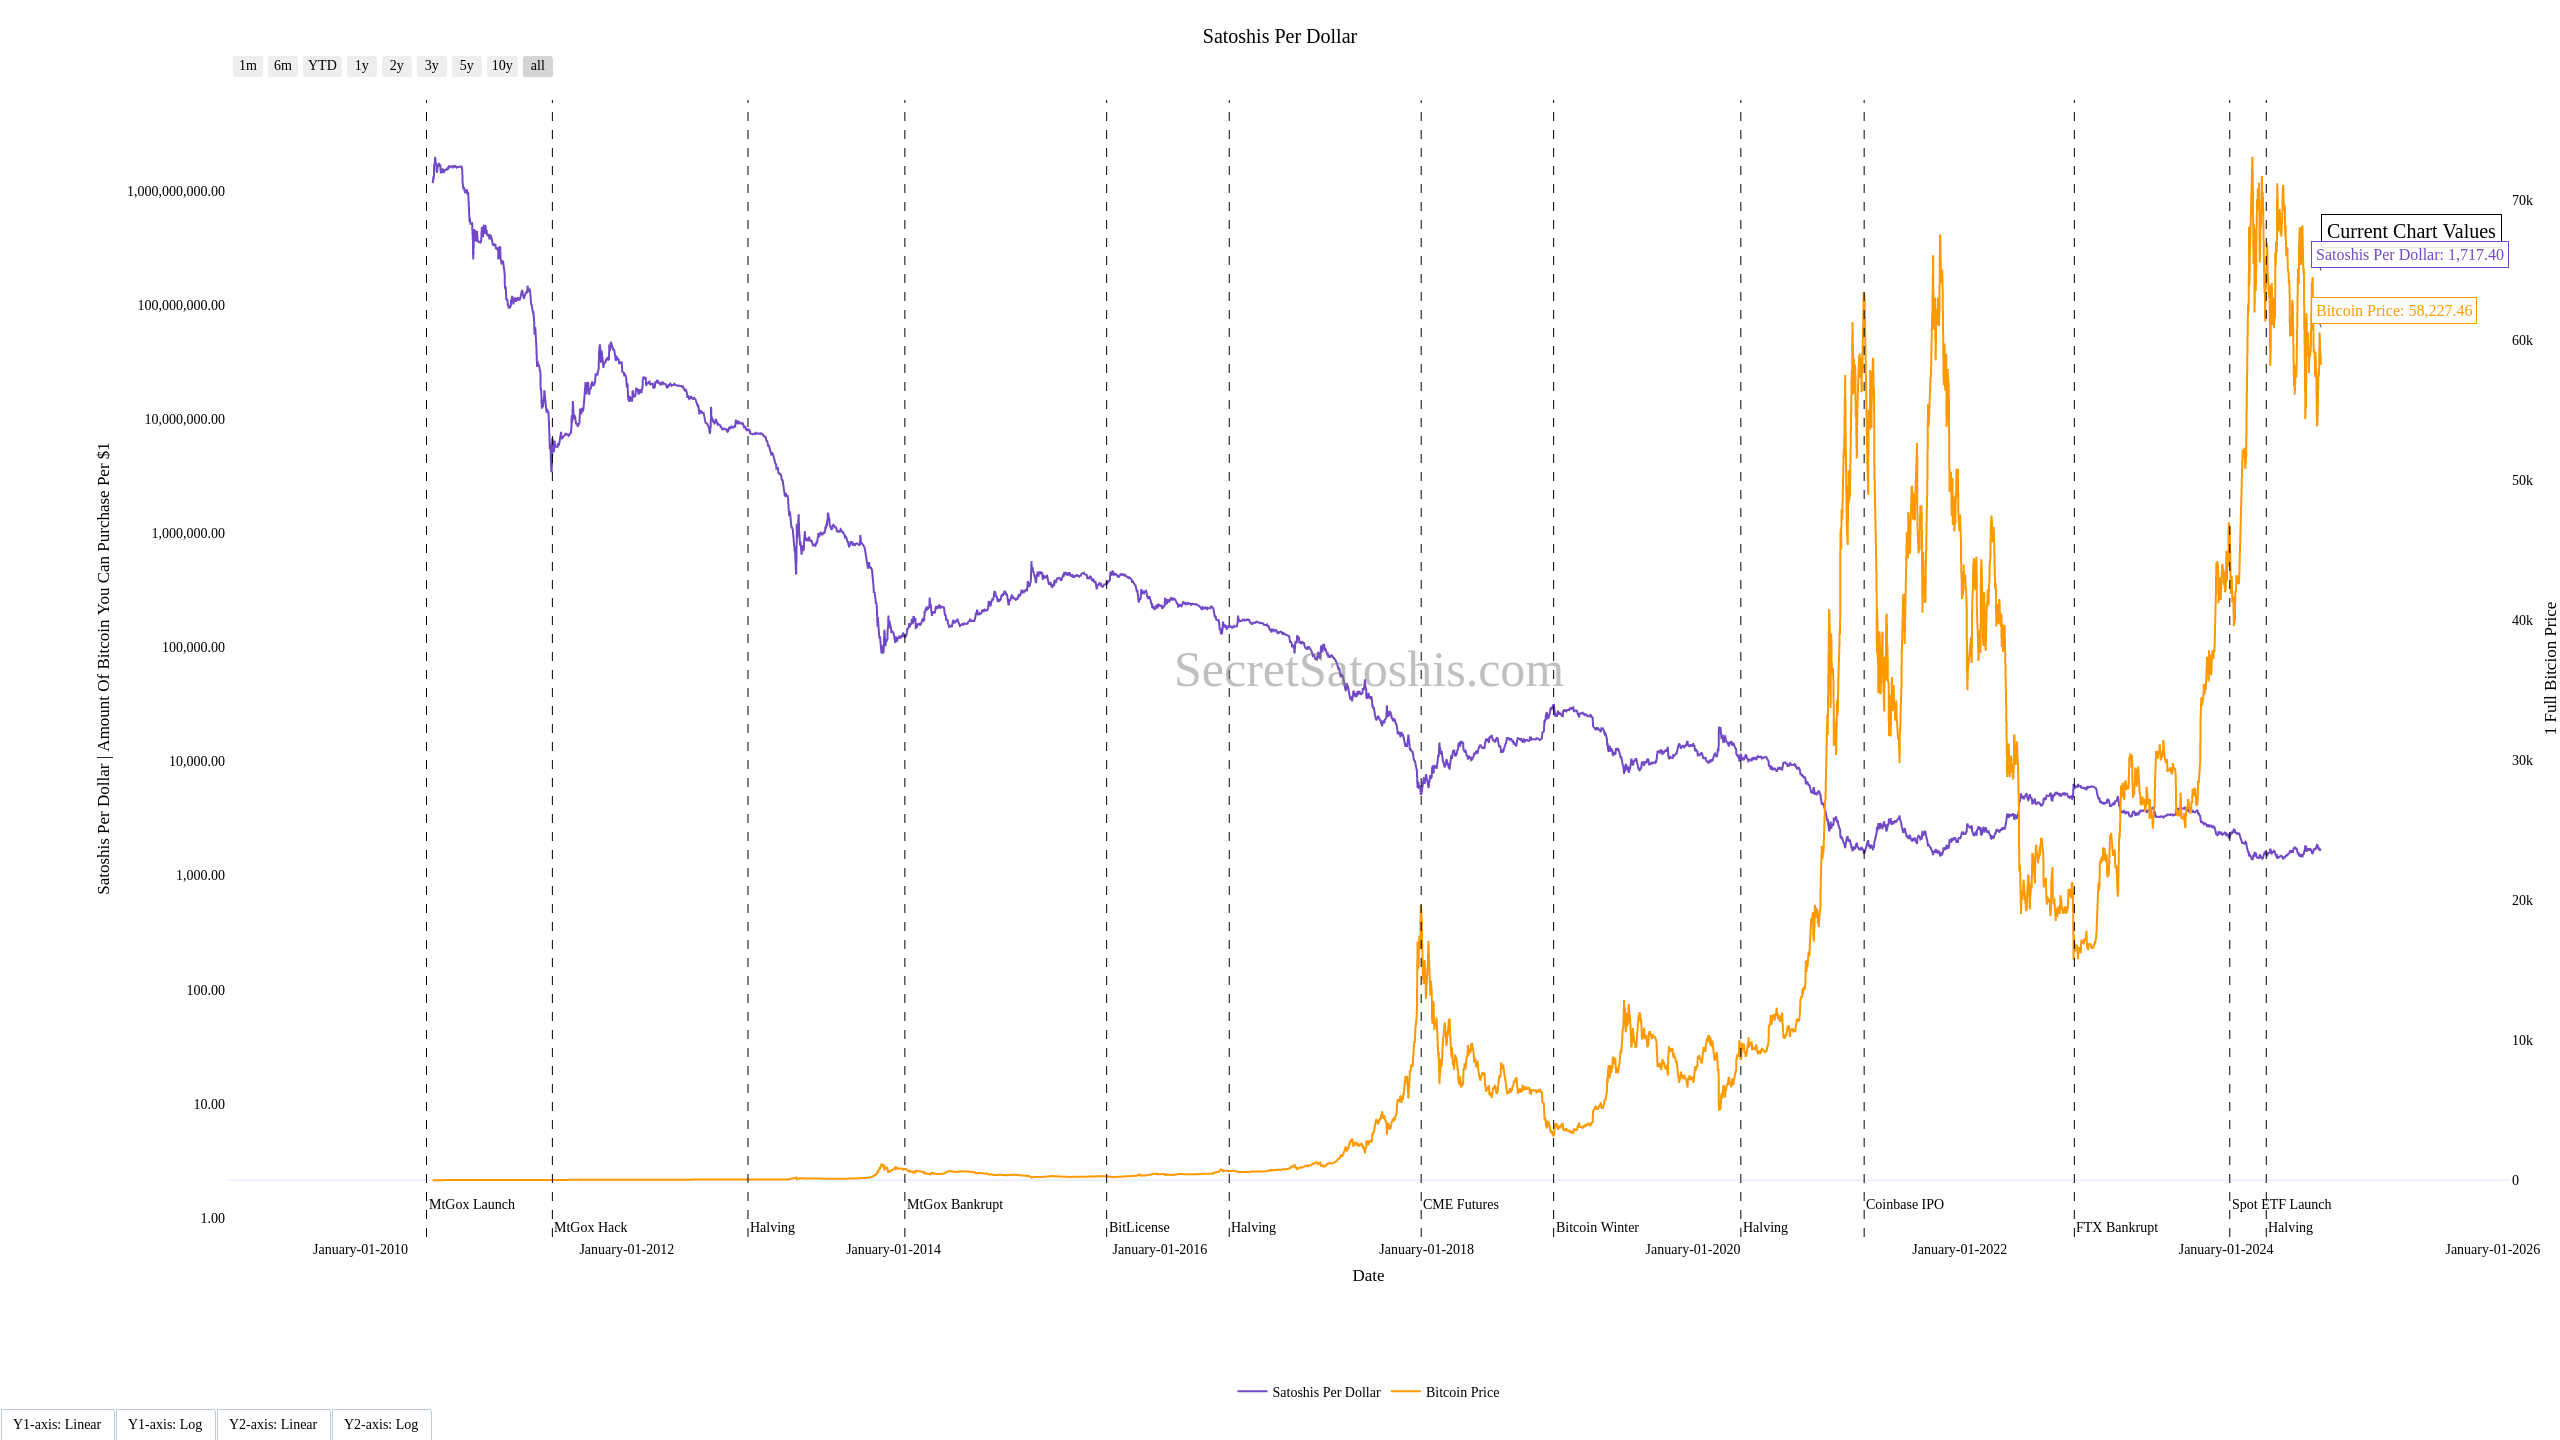 Satoshis Per Dollar
1m 6m YTD 1y 2y 3y 5y 10y all
1,000,000,000.00
100,000,000.00
10,000,000.00
1,000,000.00
100,000.00
10,000.00
1,000.00
100.00
10.00
1.00
Satoshis Per Dollar | Amount Of Bitcoin You Can Purchase Per $1
70k
60k
50k
40k
30k
20k
10k
0
1 Full Bitcion Price
Current Chart Values
Satoshis Per Dollar: 1,717.40
Bitcoin Price: 58,227.46
SecretSatoshis.com
MtGox Launch
MtGox Hack
Halving
MtGox Bankrupt
BitLicense
Halving
CME Futures
Bitcoin Winter
Halving
Coinbase IPO
FTX Bankrupt
Spot ETF Launch
Halving
January-01-2010 January-01-2012 January-01-2014 January-01-2016 January-01-2018 January-01-2020 January-01-2022 January-01-2024 January-01-2026
Date
Satoshis Per Dollar Bitcoin Price
Y1-axis: Linear Y1-axis: Log Y2-axis: Linear Y2-axis: Log